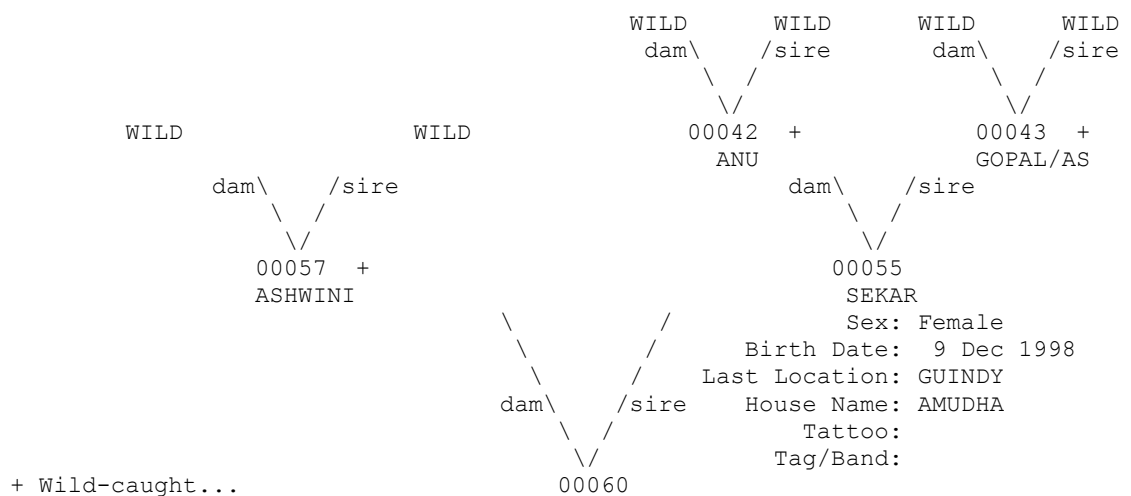 WILD WILD WILD WILD
dam\ /sire dam\ /sire
\ / \ /
\/ \/
WILD WILD 00042 + 00043 +
ANU GOPAL/AS
dam\ /sire dam\ /sire
\ / \ /
\/ \/
00057 + 00055
ASHWINI SEKAR
\ / Sex: Female
\ / Birth Date: 9 Dec 1998
\ / Last Location: GUINDY
dam\ /sire House Name: AMUDHA
\ / Tattoo:
\/ Tag/Band:
+ Wild-caught... 00060